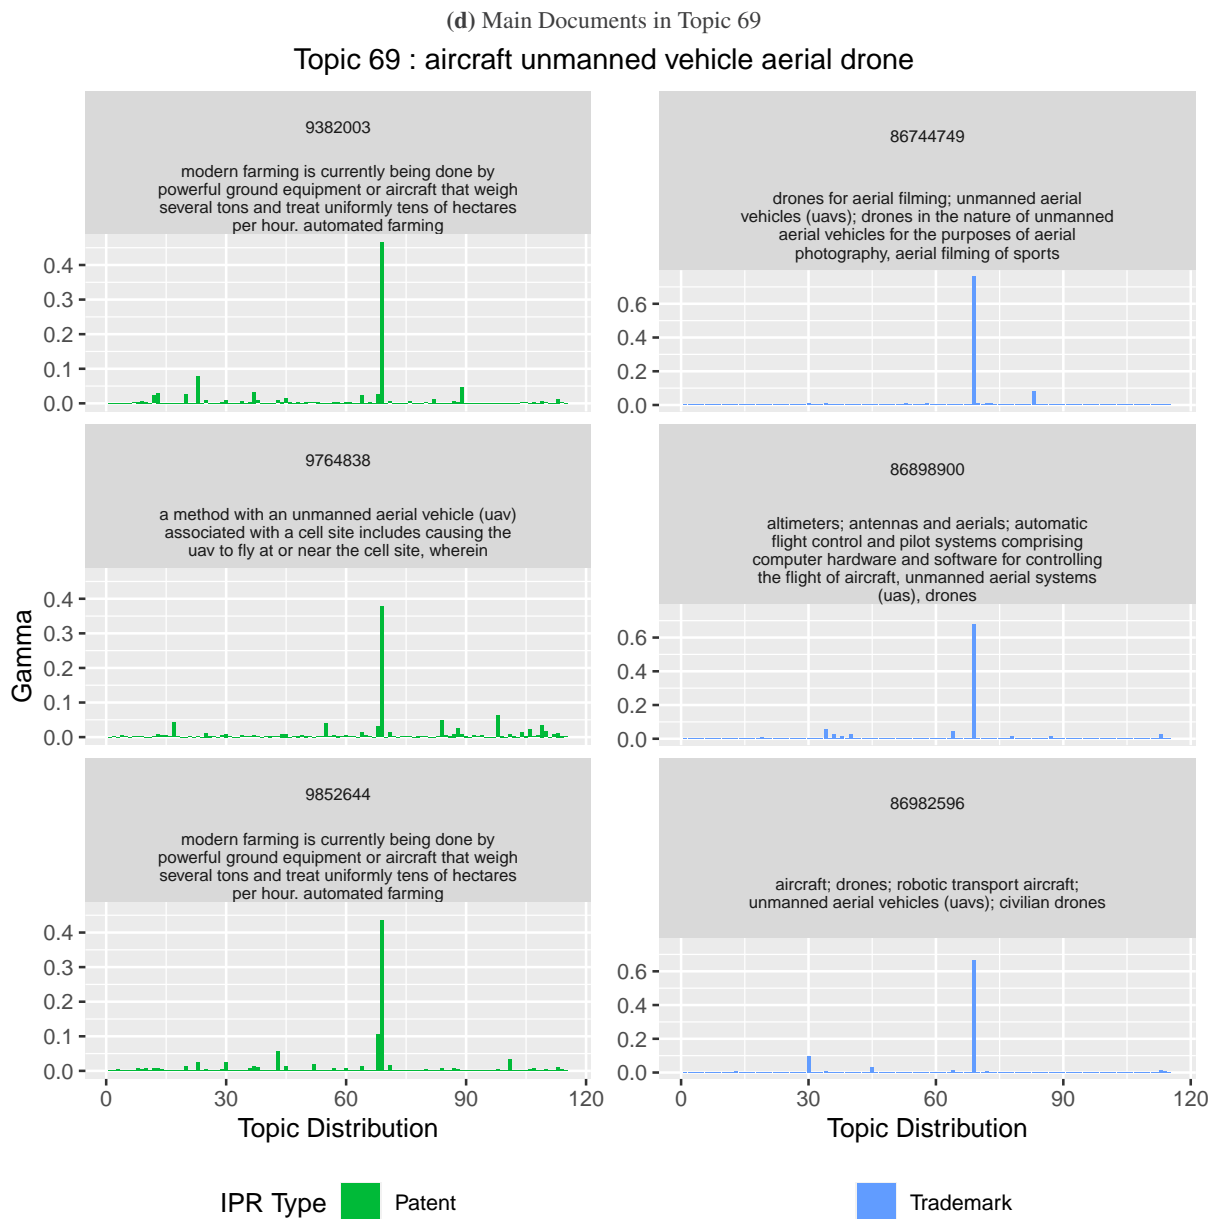 (d) Main Documents in Topic 69
Topic 69 : aircraft unmanned vehicle aerial drone
9382003
modern farming is currently being done by
powerful ground equipment or aircraft that weigh
several tons and treat uniformly tens of hectares
per hour. automated farming
0.4
0.3
0.2
0.1
0.0
86744749
drones for aerial filming; unmanned aerial
vehicles (uavs); drones in the nature of unmanned
aerial vehicles for the purposes of aerial
photography, aerial filming of sports
0.6
0.4
0.2
0.0
9764838
a method with an unmanned aerial vehicle (uav)
associated with a cell site includes causing the
uav to fly at or near the cell site, wherein
0.4
0.3
0.2
0.1
0.0
86898900
altimeters; antennas and aerials; automatic
flight control and pilot systems comprising
computer hardware and software for controlling
the flight of aircraft, unmanned aerial systems
(uas), drones
0.6
0.4
0.2
0.0
Gamma
9852644
modern farming is currently being done by
powerful ground equipment or aircraft that weigh
several tons and treat uniformly tens of hectares
per hour. automated farming
0.4
0.3
0.2
0.1
0.0
0 30 60 90 120
Topic Distribution
86982596
aircraft; drones; robotic transport aircraft;
unmanned aerial vehicles (uavs); civilian drones
0.6
0.4
0.2
0.0
0 30 60 90 120
Topic Distribution
IPR Type Patent Trademark